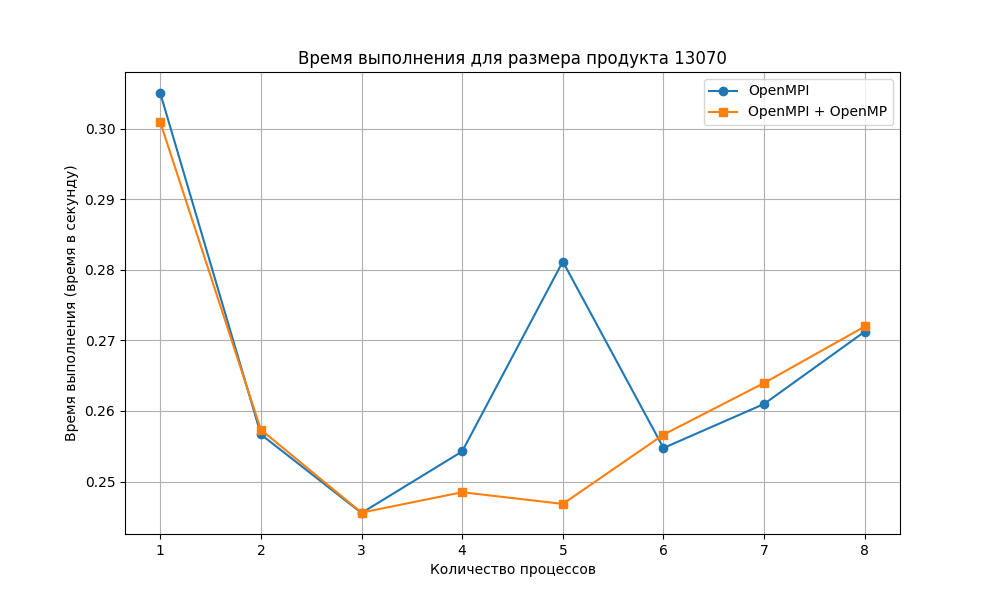 Время выполнения для размера продукта 13070
OpenMPI
OpenMPI + OpenMP
Время выполнения (время в секунду)
0.30
0.29
0.28
0.27
0.26
0.25
1 2 3 4 5 6 7 8
Количество процессов